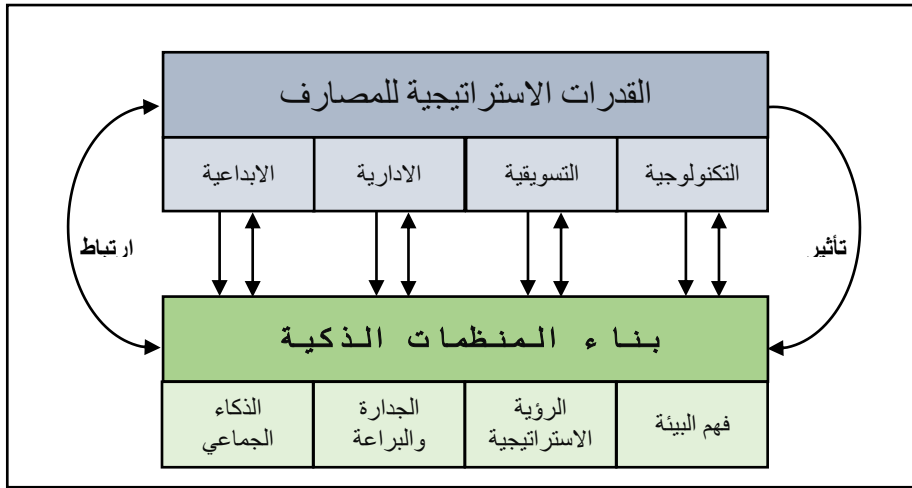 القدرات الاستراتيجية للمصارف
التكنولوجية
التسويقية
الادارية
الابداعية
تأثير
ارتباط
بناء المنظمات الذكية
فهم البيئة
الرؤية
الاستراتيجية
الجدارة
والبراعة
الذكاء
الجماعي